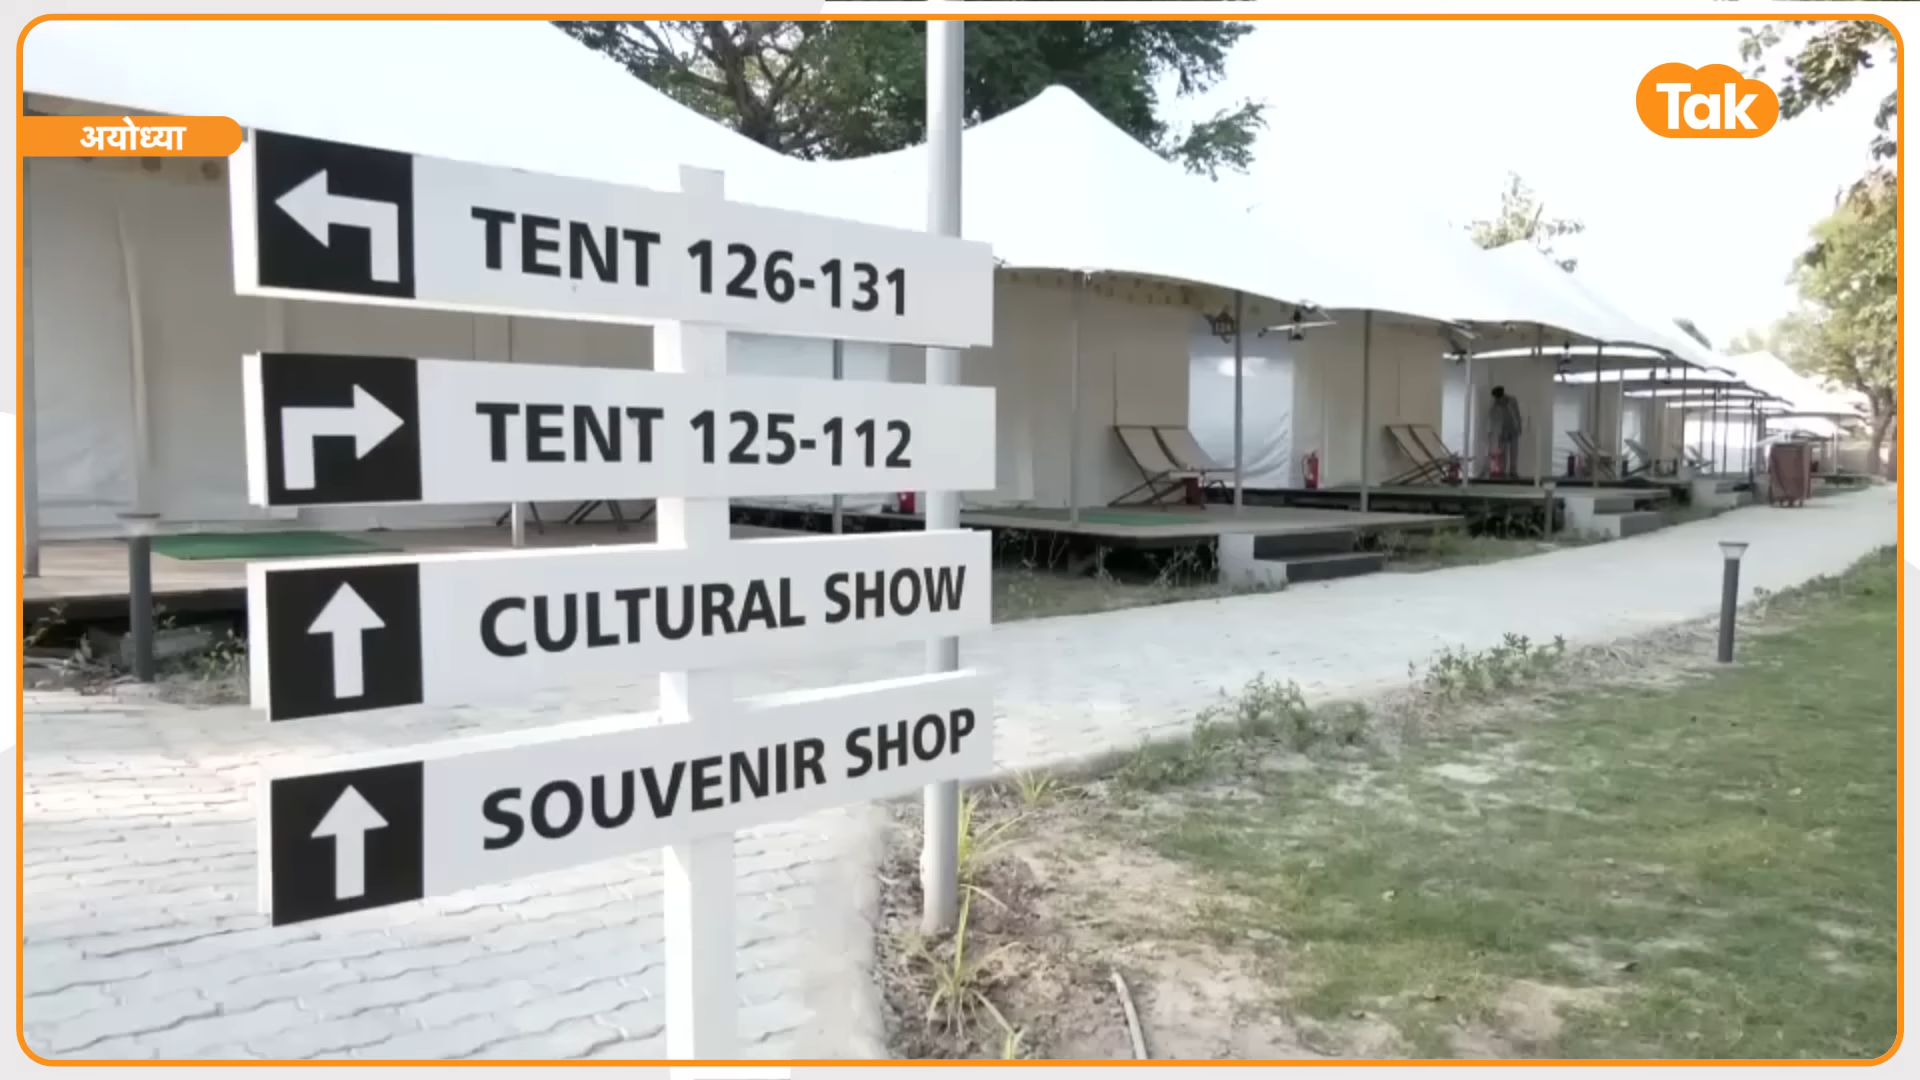 अयोध्या
Tak
TENT 126-131
TENT 125-112
CULTURAL SHOW
SOUVENIR SHOP